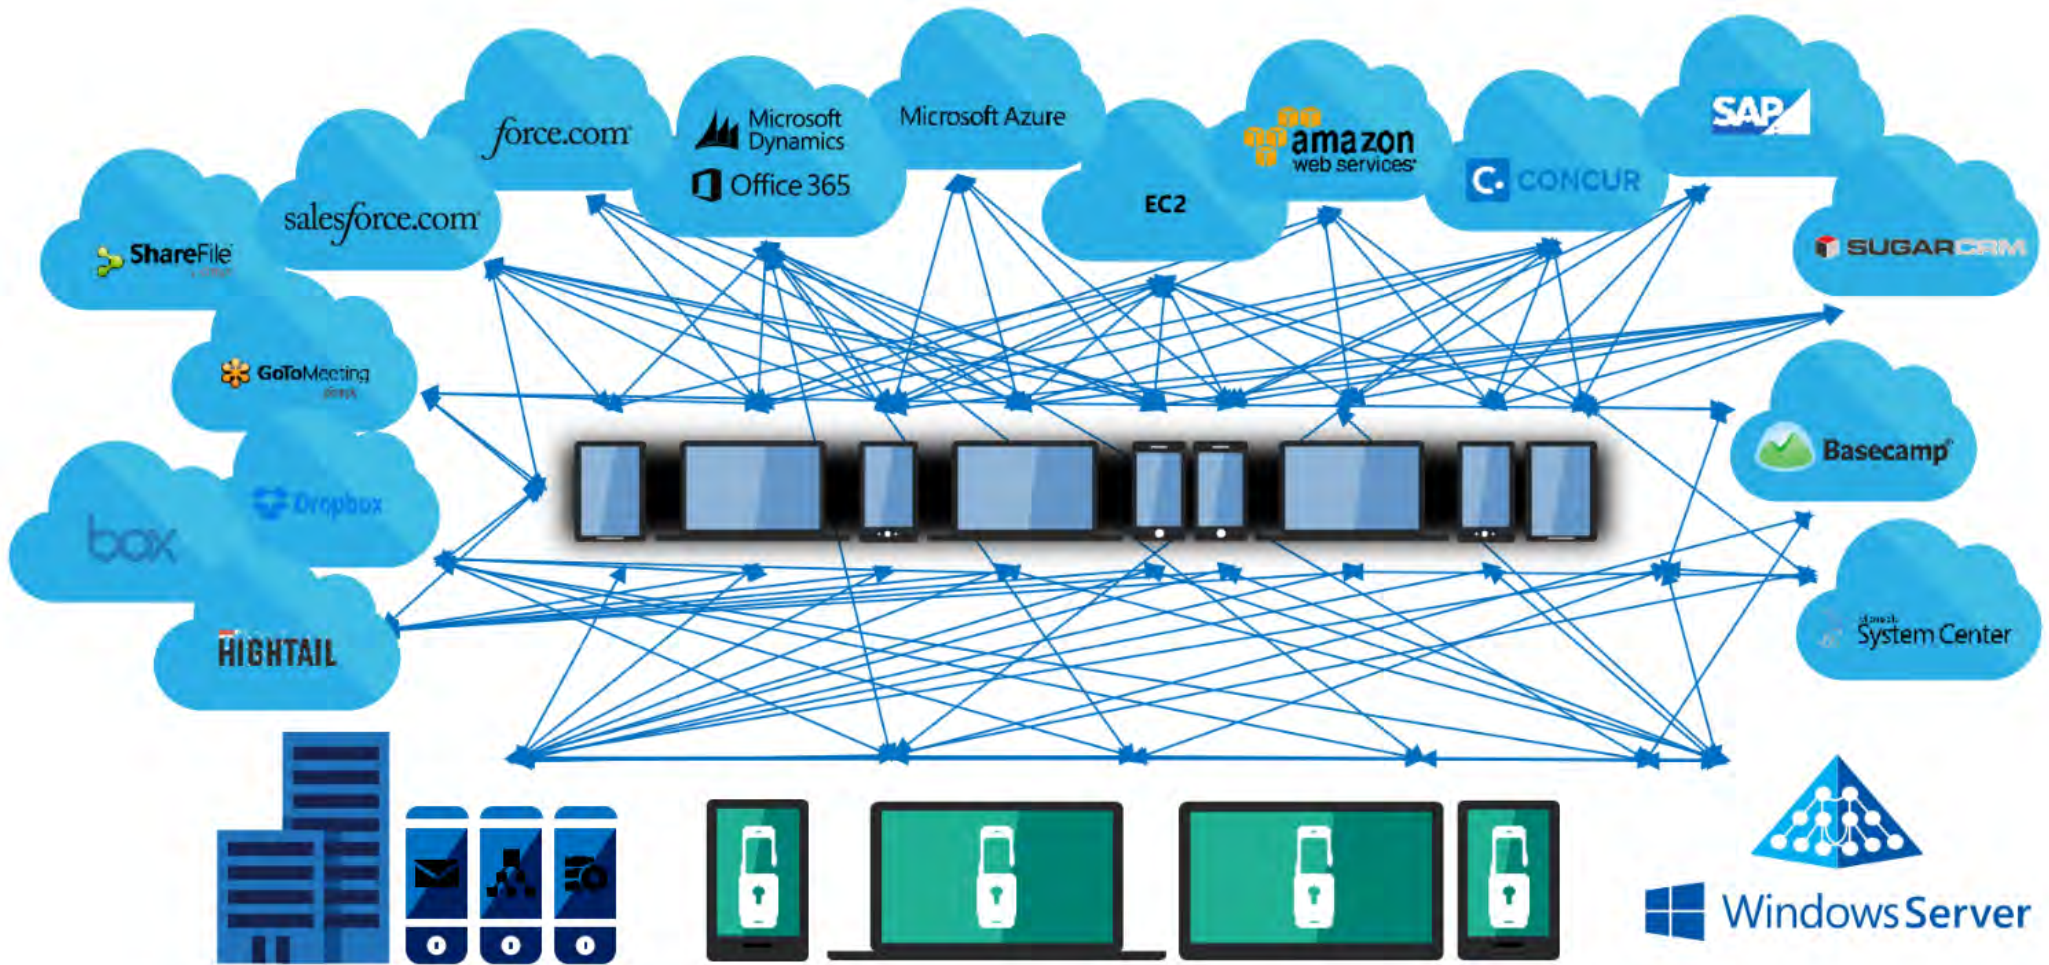 force.com
Microsoft
Dynamics
Office 365
Microsoft Azure
amazon
web services
SAP
EC2
CONCUR
salesforce.com
ShareFile
SUGARCRM
GoToMeeting
Basecamp
Dropbox
box
HIGHTAIL
System Center
Windows Server